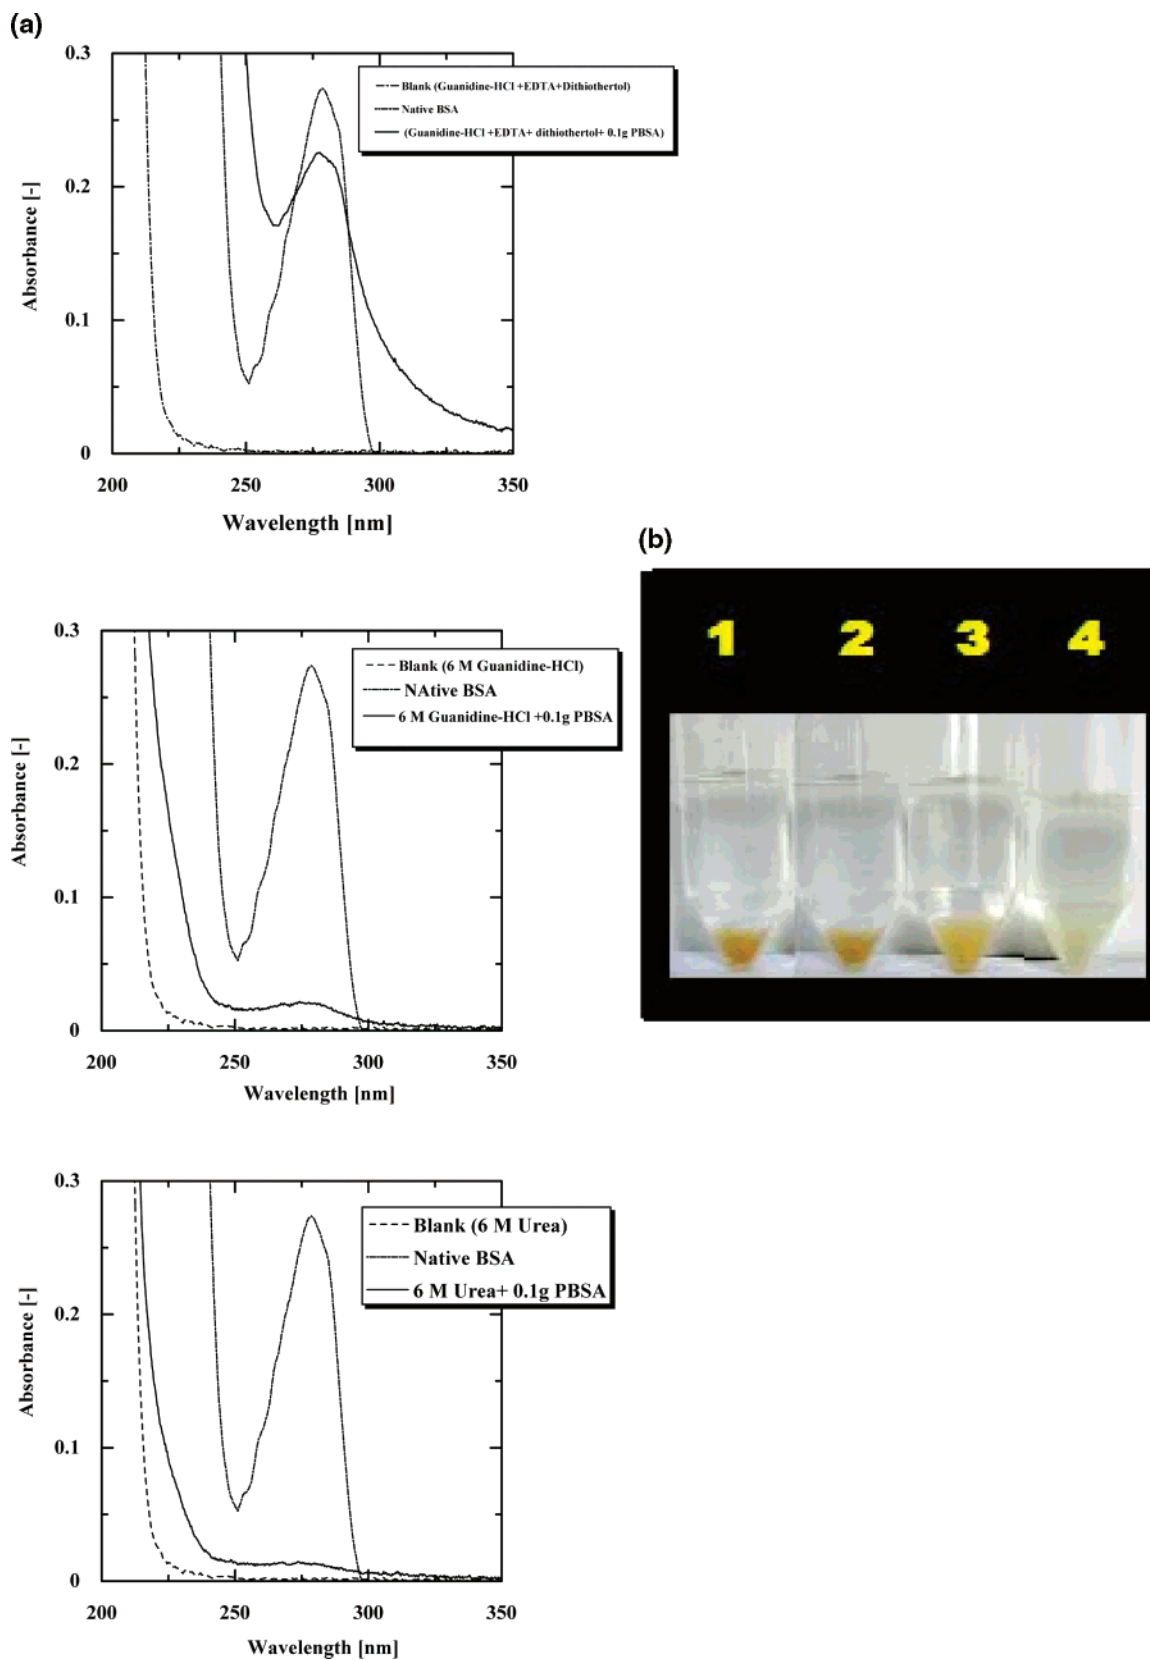 (a)
0.3
0.2
0.1
0
Absorbance [-]
Blank (Guanidine-HCl +EDTA+Dithiothertol)
Native BSA
(Guanidine-HCl +EDTA+ dithiothertol+ 0.1g PBSA)
200 250 300 350
Wavelength [nm]
(b)
1 2 3 4
0.3
0.2
0.1
0
Absorbance [-]
Blank (6 M Guanidine-HCl)
NAtive BSA
6 M Guanidine-HCl +0.1g PBSA
200 250 300 350
Wavelength [nm]
0.3
0.2
0.1
0
Absorbance [-]
Blank (6 M Urea)
Native BSA
6 M Urea+ 0.1g PBSA
200 250 300 350
Wavelength [nm]